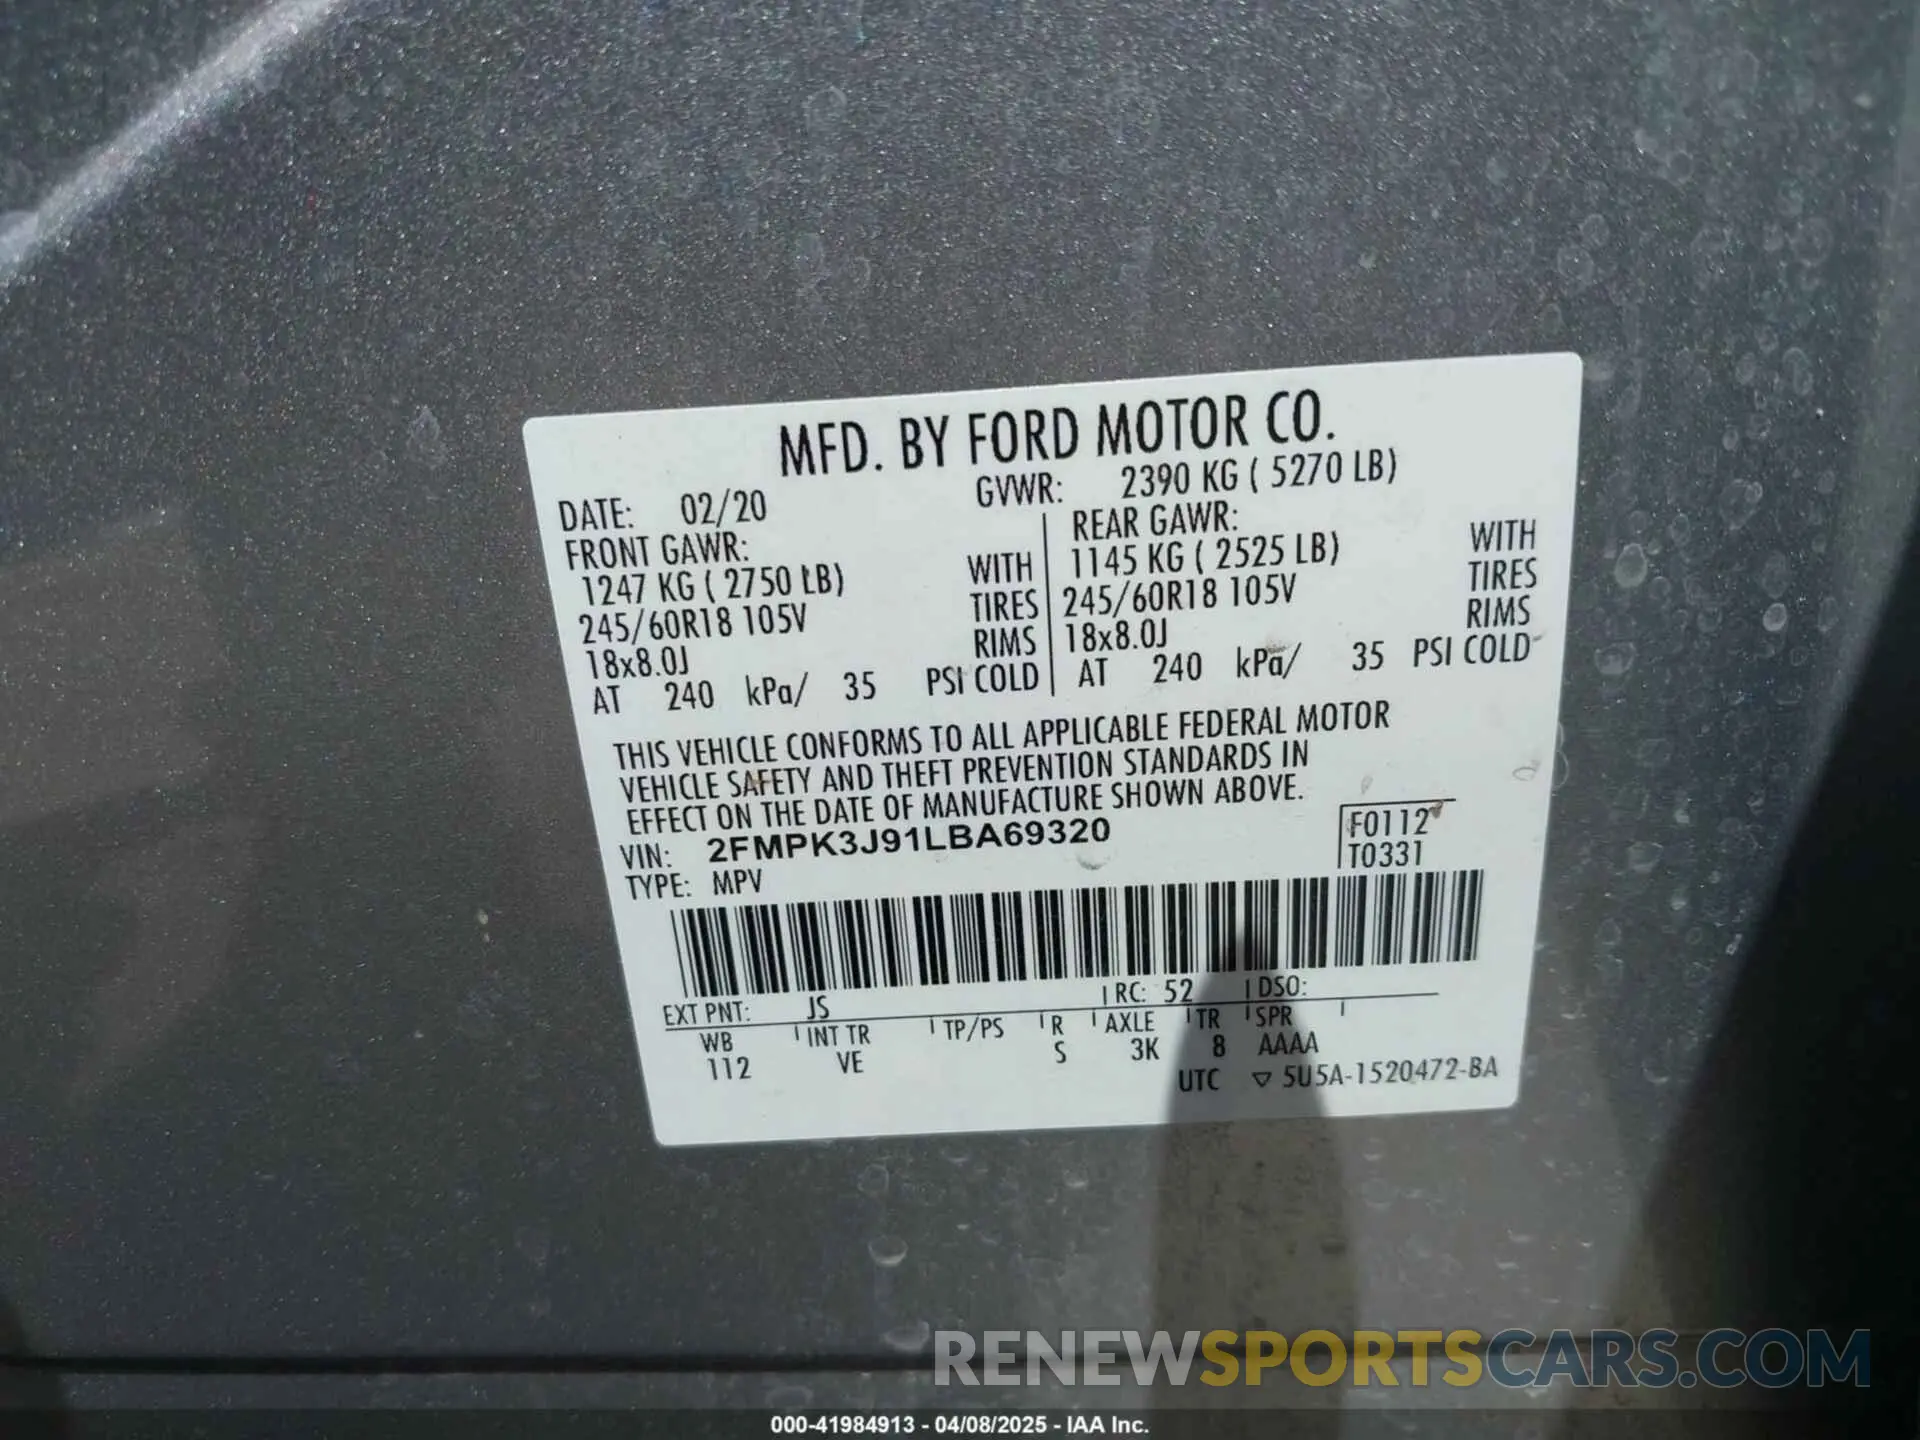 MFD. BY FORD MOTOR CO.
DATE: 02/20 GVWR: 2390 KG ( 5270 LB)
FRONT GAWR: REAR GAWR:
1247 KG ( 2750 LB) WITH 1145 KG ( 2525 LB) WITH
245/60R18 105V TIRES 245/60R18 105V TIRES
18x8.0J RIMS 18x8.0J RIMS
AT 240 kPa/ 35 PSI COLD AT 240 kPa/ 35 PSI COLD
THIS VEHICLE CONFORMS TO ALL APPLICABLE FEDERAL MOTOR
VEHICLE SAFETY AND THEFT PREVENTION STANDARDS IN
EFFECT ON THE DATE OF MANUFACTURE SHOWN ABOVE.
VIN: 2FMPK3J91LBA69320 F0112
TYPE: MPV T0331
EXT PNT: JS RC: 52 DSO:
WB INT TR TP/PS R AXLE TR SPR
112 VE S 3K 8 AAAA
UTC ▽ 5U5A-1520472-BA
RENEWSPORTSCARS.COM
000-41984913 - 04/08/2025 - IAA Inc.